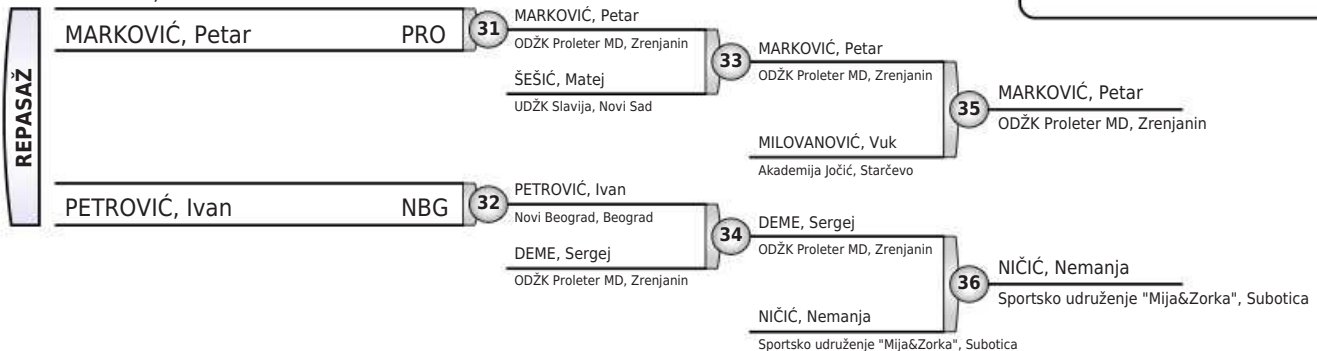 REPASAŽ
MARKOVIĆ, Petar PRO
31
MARKOVIĆ, Petar
ODŽK Proleter MD, Zrenjanin
ŠEŠIĆ, Matej
UDŽK Slavija, Novi Sad
33
MARKOVIĆ, Petar
ODŽK Proleter MD, Zrenjanin
MILOVANOVIĆ, Vuk
Akademija Jočić, Starčevo
35
MARKOVIĆ, Petar
ODŽK Proleter MD, Zrenjanin
PETROVIĆ, Ivan NBG
32
PETROVIĆ, Ivan
Novi Beograd, Beograd
DEME, Sergej
ODŽK Proleter MD, Zrenjanin
34
DEME, Sergej
ODŽK Proleter MD, Zrenjanin
NIČIĆ, Nemanja
Sportsko udruženje "Mija&Zorka", Subotica
36
NIČIĆ, Nemanja
Sportsko udruženje "Mija&Zorka", Subotica